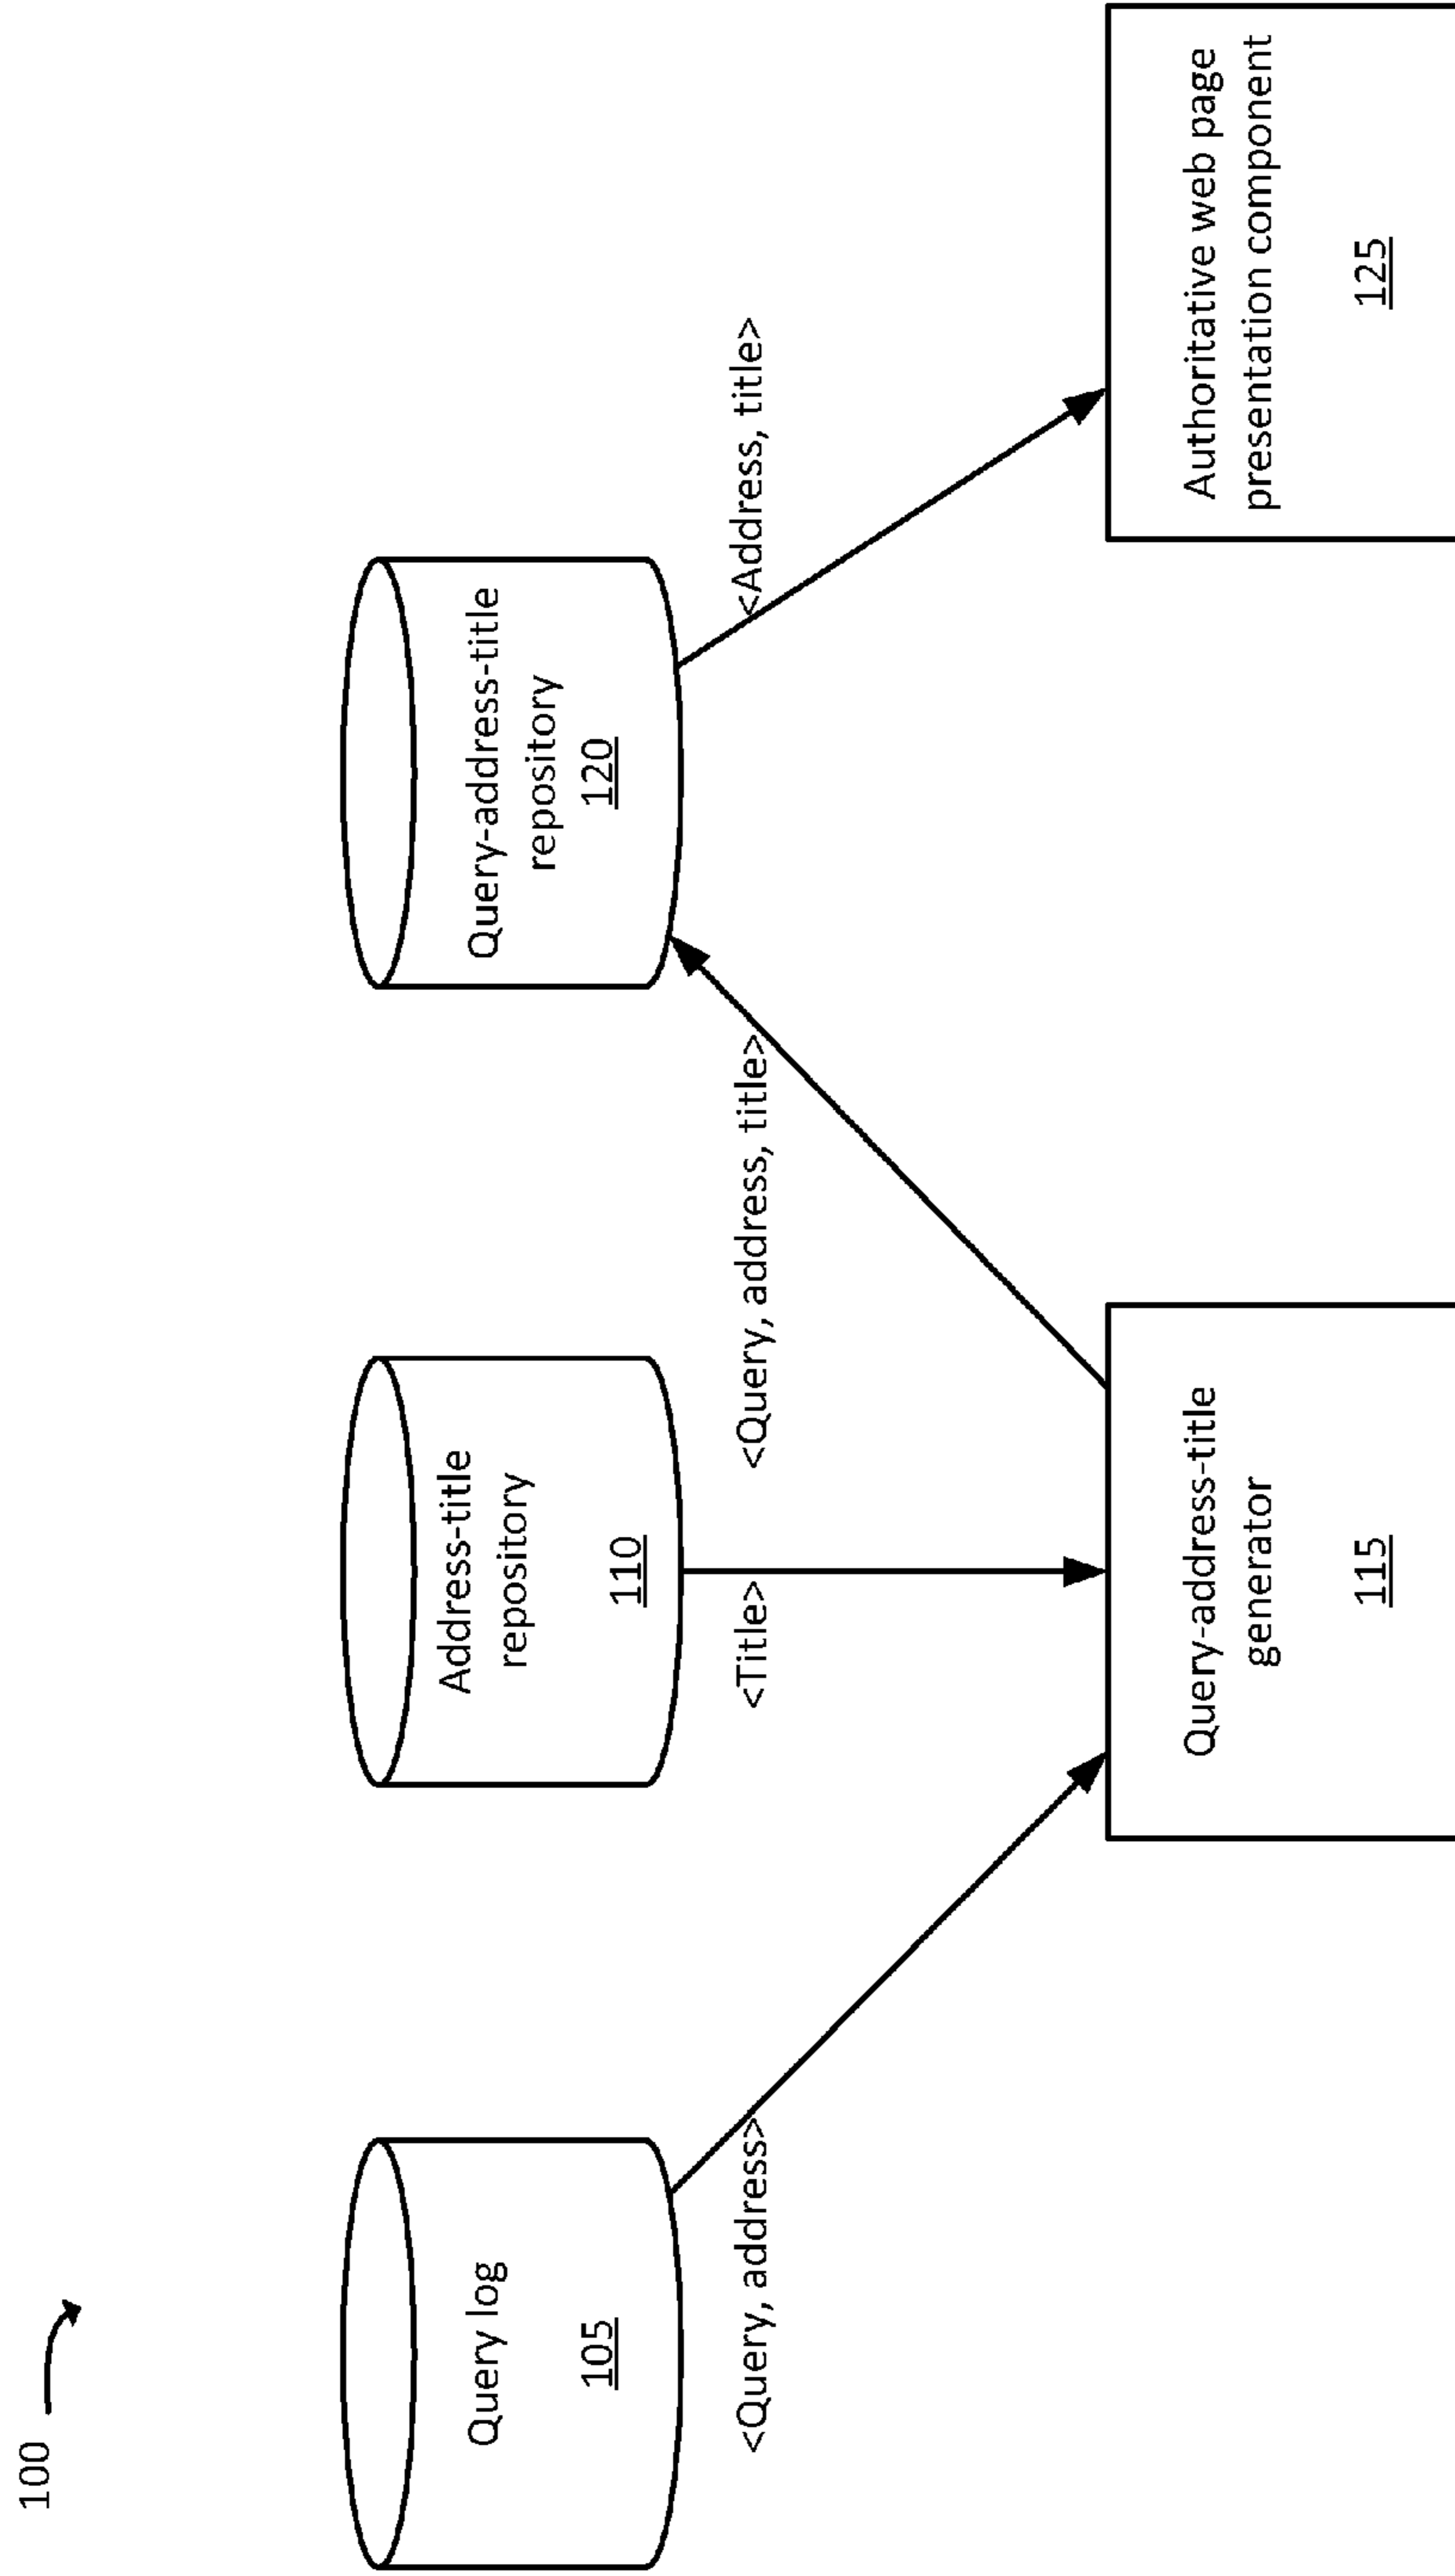 100
Query log
105
Address-title
repository
110
Query-address-title
repository
120
<Query, address>
<Title>
<Query, address, title>
<Address, title>
Query-address-title
generator
115
Authoritative web page
presentation component
125